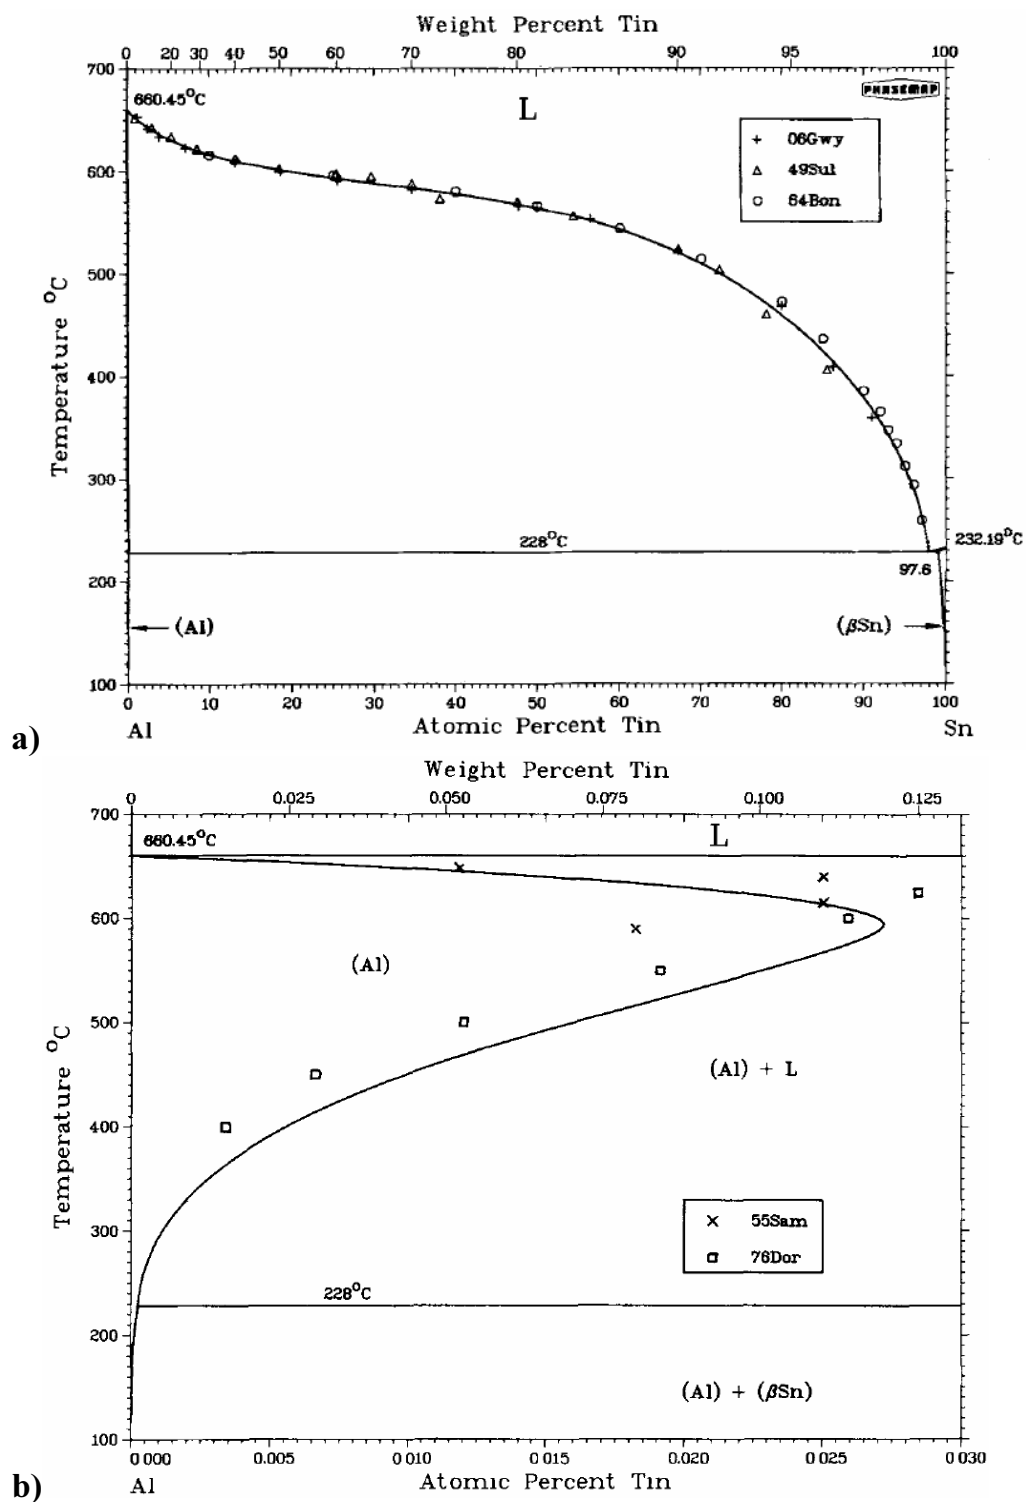 Weight Percent Tin
0 20 30 40 50 60 70 80 90 95 100
700
660.45°C
L
PHASEMAP
+ 06Gwy
△ 49Sul
○ 84Bon
600
500
Temperature °C
400
300
228°C
232.19°C
97.6
200
(Al)
(βSn)
100
0 10 20 30 40 50 60 70 80 90 100
Al
Atomic Percent Tin
Sn
a)
Weight Percent Tin
0 0.025 0.050 0.075 0.100 0.125
700
660.45°C
L
600
(Al)
500
Temperature °C
(Al) + L
400
× 55Sam
□ 76Dor
300
228°C
200
(Al) + (βSn)
100
0 000 0.005 0 010 0 015 0.020 0.025 0 030
Al
Atomic Percent Tin
b)